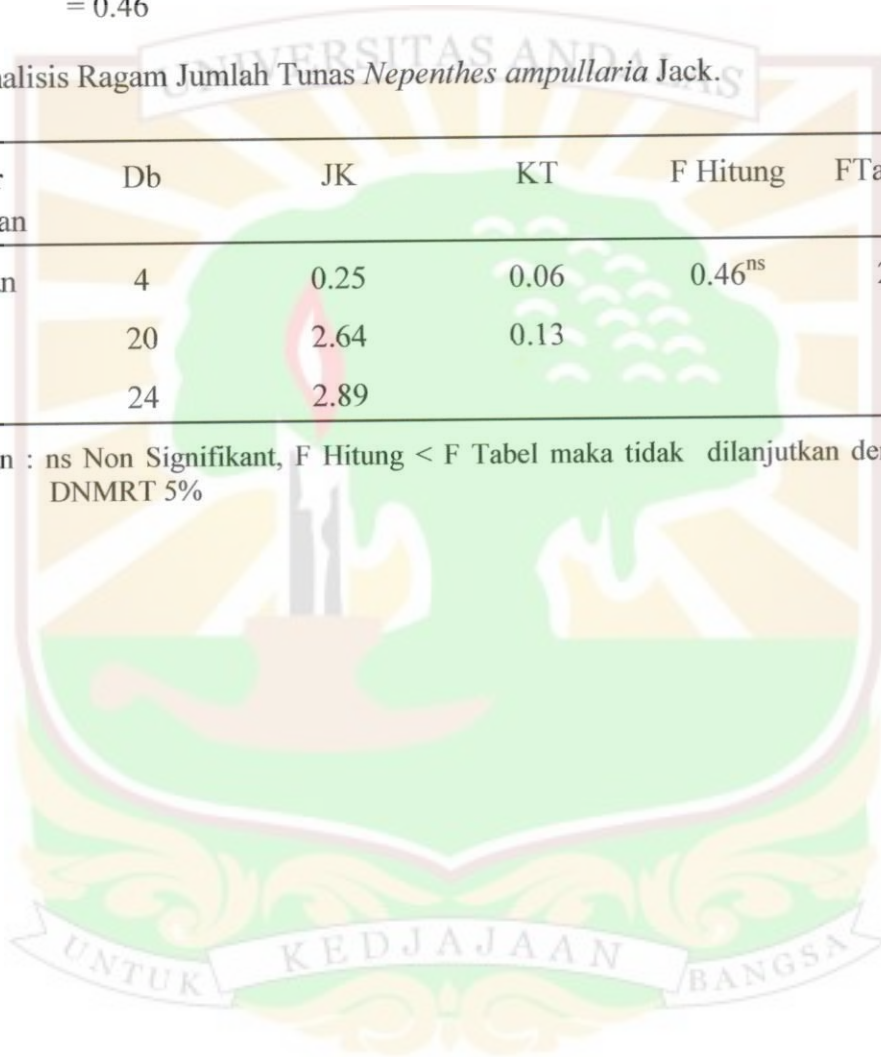 = 0.46
UNIVERSITAS ANDALAS
alisis Ragam Jumlah Tunas Nepenthes ampullaria Jack.
Db JK KT F Hitung FTa
an
n 4 0.25 0.06 0.46ns
20 2.64 0.13
24 2.89
n : ns Non Signifikant, F Hitung < F Tabel maka tidak dilanjutkan de
DNMRT 5%
UNTUK KEDJAJAAN BANGSA